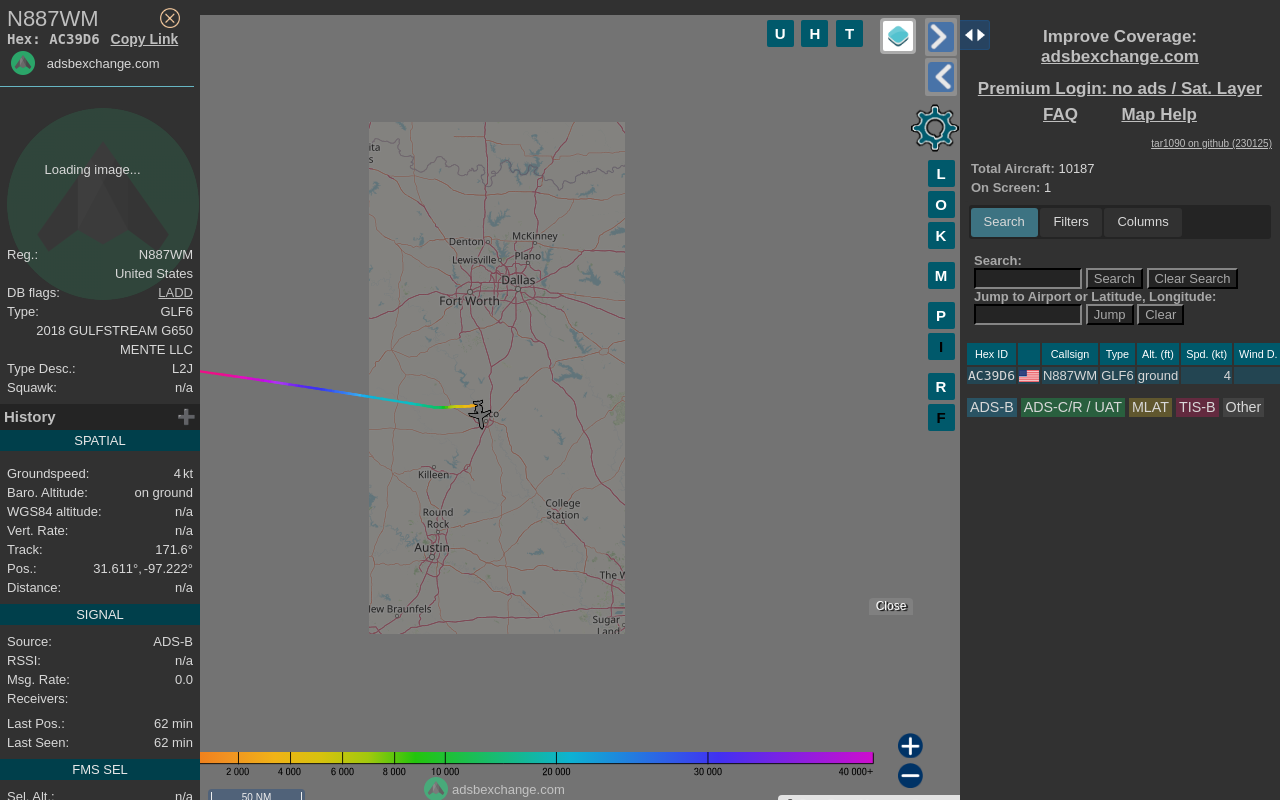 N887WM
Hex: AC39D6 Copy Link
adsbexchange.com
Loading image...
Reg.: N887WM
United States
DB flags: LADD
Type: GLF6
2018 GULFSTREAM G650
MENTE LLC
Type Desc.: L2J
Squawk: n/a
History
SPATIAL
Groundspeed: 4 kt
Baro. Altitude: on ground
WGS84 altitude: n/a
Vert. Rate: n/a
Track: 171.6°
Pos.: 31.611°, -97.222°
Distance: n/a
SIGNAL
Source: ADS-B
RSSI: n/a
Msg. Rate: 0.0
Receivers:
Last Pos.: 62 min
Last Seen: 62 min
FMS SEL
Sel. Alt.: n/a
U H T
L
O
K
M
P
I
R
F
ita
s
Denton
McKinney
Lewisville
Plano
Dallas
Fort Worth
co
Killeen
College
Station
Round
Rock
Austin
The W
New Braunfels
Sugar
Land
Close
2 000 4 000 6 000 8 000 10 000 20 000 30 000 40 000+
50 NM
adsbexchange.com
Improve Coverage:
adsbexchange.com
Premium Login: no ads / Sat. Layer
FAQ Map Help
tar1090 on github (230125)
Total Aircraft: 10187
On Screen: 1
Search Filters Columns
Search:
Search Clear Search
Jump to Airport or Latitude, Longitude:
Jump Clear
Hex ID Callsign Type Alt. (ft) Spd. (kt) Wind D.
AC39D6 N887WM GLF6 ground 4
ADS-B ADS-C/R / UAT MLAT TIS-B Other